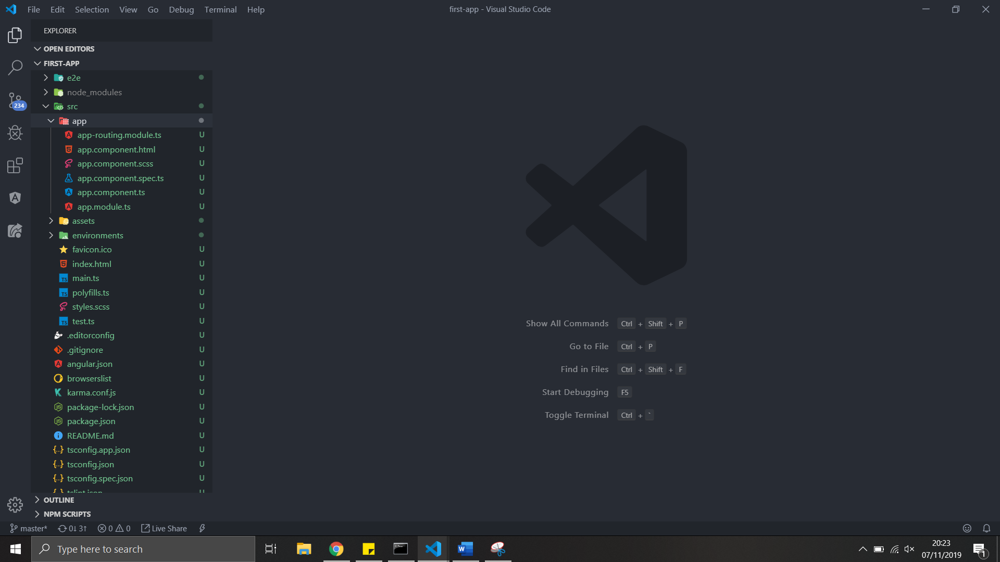 File Edit Selection View Go Debug Terminal Help
first-app - Visual Studio Code
EXPLORER
OPEN EDITORS
FIRST-APP
e2e
node_modules
src
app
app-routing.module.ts U
app.component.html U
app.component.scss U
app.component.spec.ts U
app.component.ts U
app.module.ts U
assets
environments
favicon.ico U
index.html U
TS main.ts U
TS polyfills.ts U
styles.scss U
TS test.ts U
.editorconfig U
.gitignore U
angular.json U
browserslist U
karma.conf.js U
package-lock.json U
package.json U
README.md U
tsconfig.app.json U
tsconfig.json U
tsconfig.spec.json U
tslint.json U
OUTLINE
NPM SCRIPTS
234
Show All Commands Ctrl + Shift + P
Go to File Ctrl + P
Find in Files Ctrl + Shift + F
Start Debugging F5
Toggle Terminal Ctrl + `
master* 0↓ 3↑ 0 0 Live Share
Type here to search
20:23
07/11/2019
1